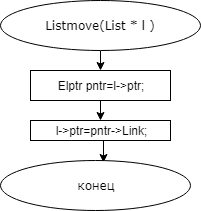 Listmove(List * l )
Elptr pntr=l->ptr;
l->ptr=pntr->Link;
конец